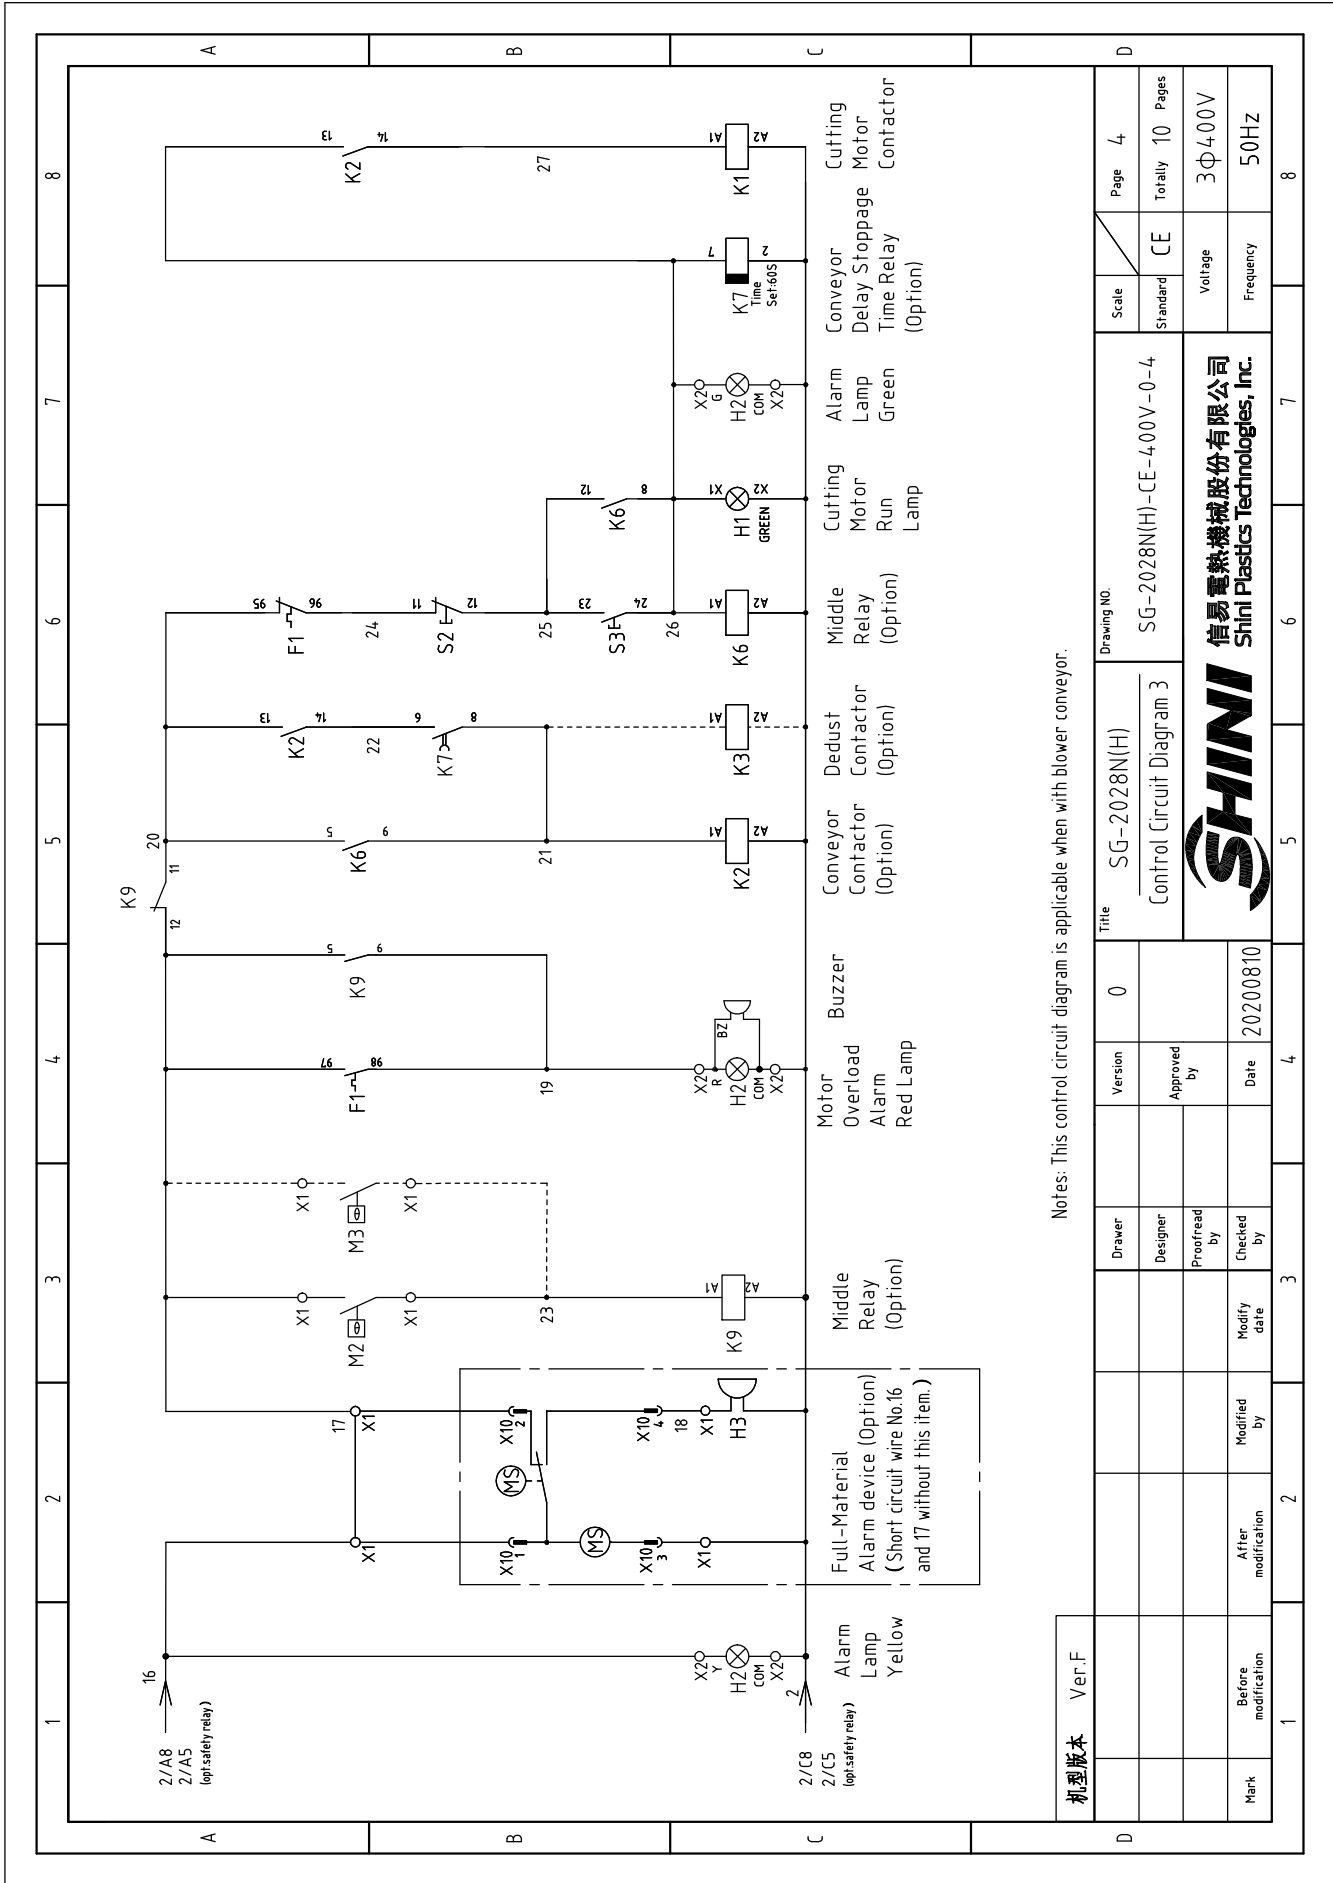 A
B
C
D
1
2
3
4
5
6
7
8
2/A8
2/A5
(opt.safety relay)
16
2/C8
2/C5
(opt.safety relay)
2
X2
Y
H2
COM
X2
Alarm
Lamp
Yellow
X1
17
X1
X10
1
X10
2
MS
MS
X10
3
X10
4
X1
18
X1
H3
Full-Material
Alarm device (Option)
(Short circuit wire No.16
and 17 without this item.)
X1
M2
X1
X1
M3
X1
23
A1
K9
A2
Middle
Relay
(Option)
97
F1
98
19
X2
R
H2
COM
X2
BZ
Motor
Overload
Alarm
Red Lamp
Buzzer
5
K9
9
K9
12
11
20
5
K6
9
21
A1
K2
A2
Conveyor
Contactor
(Option)
13
K2
14
22
6
K7
8
A1
K3
A2
Dedust
Contactor
(Option)
95
F1
96
24
11
S2
12
25
23
S3
24
26
A1
K6
A2
Middle
Relay
(Option)
12
K6
8
X1
H1
X2
GREEN
Cutting
Motor
Run
Lamp
X2
G
H2
COM
X2
Alarm
Lamp
Green
7
K7
2
Time
Set:60S
Conveyor
Delay Stoppage
Time Relay
(Option)
13
K2
14
27
A1
K1
A2
Cutting
Motor
Contactor
Notes: This control circuit diagram is applicable when with blower conveyor.
机型版本 Ver.F
Mark
Before
modification
After
modification
Modified
by
Modify
date
Drawer
Designer
Proofread
by
Checked
by
Version
0
Approved
by
Date
20200810
Title
SG-2028N(H)
Control Circuit Diagram 3
Drawing NO.
SG-2028N(H)-CE-400V-0-4
SHINI
信易電熱機械股份有限公司
Shini Plastics Technologies, Inc.
Scale
Page 4
Standard
CE
Totally 10 Pages
Voltage
3Φ400V
Frequency
50Hz
A
B
C
D
1
2
3
4
5
6
7
8